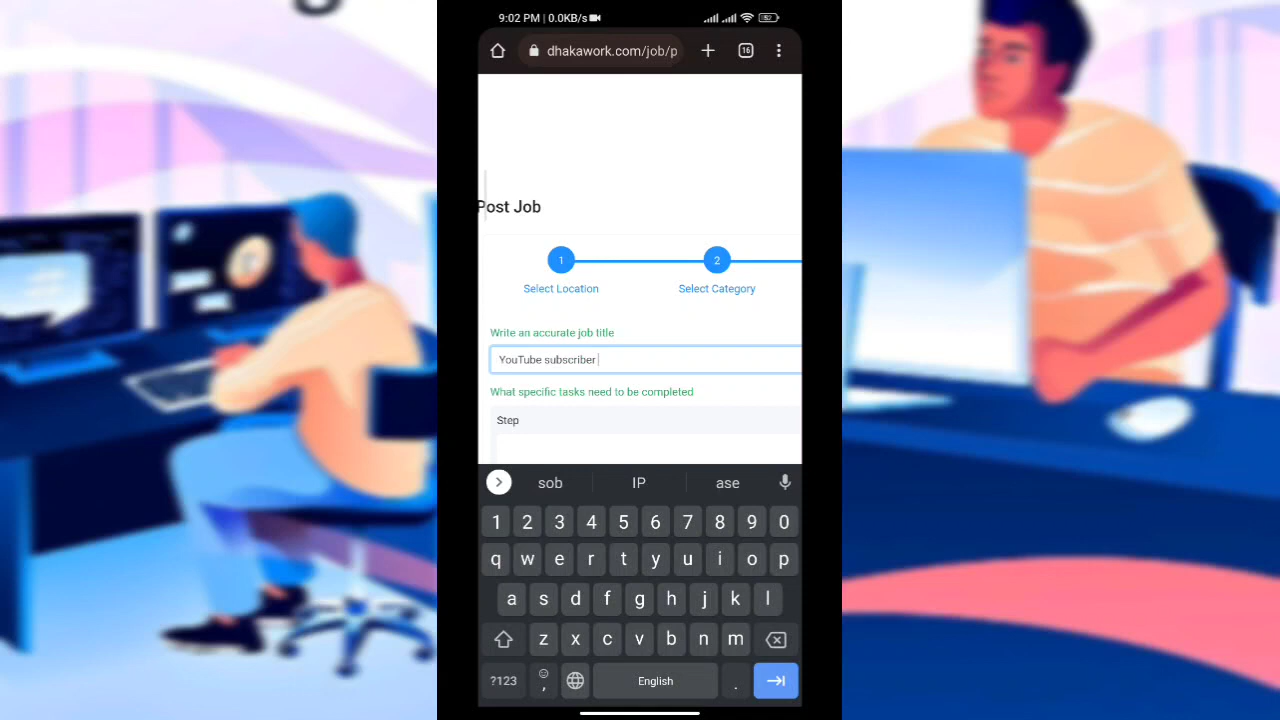 9:02 PM | 0.0KB/s
dhakawork.com/job/p
16
Post Job
1
2
Select Location
Select Category
Write an accurate job title
YouTube subscriber
What specific tasks need to be completed
Step
sob IP ase
1 2 3 4 5 6 7 8 9 0
q w e r t y u i o p
a s d f g h j k l
z x c v b n m
?123 , English .